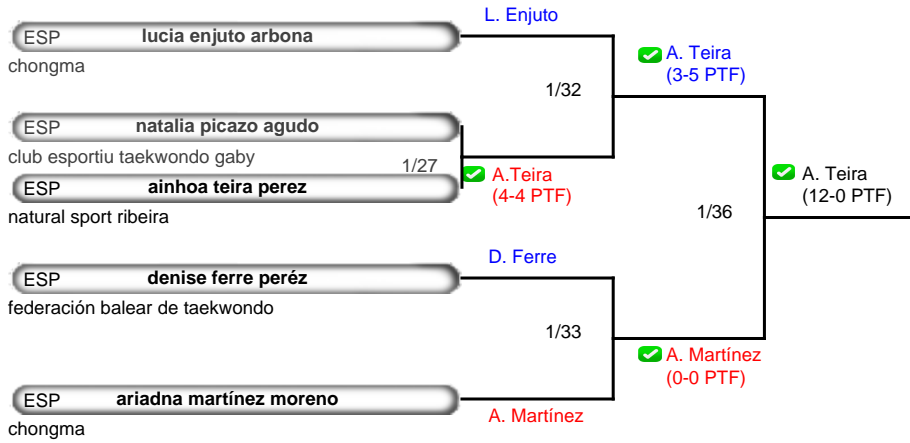 L. Enjuto
ESP lucia enjuto arbona
chongma
A. Teira
(3-5 PTF)
1/32
ESP natalia picazo agudo
club esportiu taekwondo gaby
1/27
A.Teira
(4-4 PTF)
ESP ainhoa teira perez
natural sport ribeira
A. Teira
(12-0 PTF)
1/36
D. Ferre
ESP denise ferre peréz
federación balear de taekwondo
1/33
A. Martínez
(0-0 PTF)
ESP ariadna martínez moreno
A. Martínez
chongma